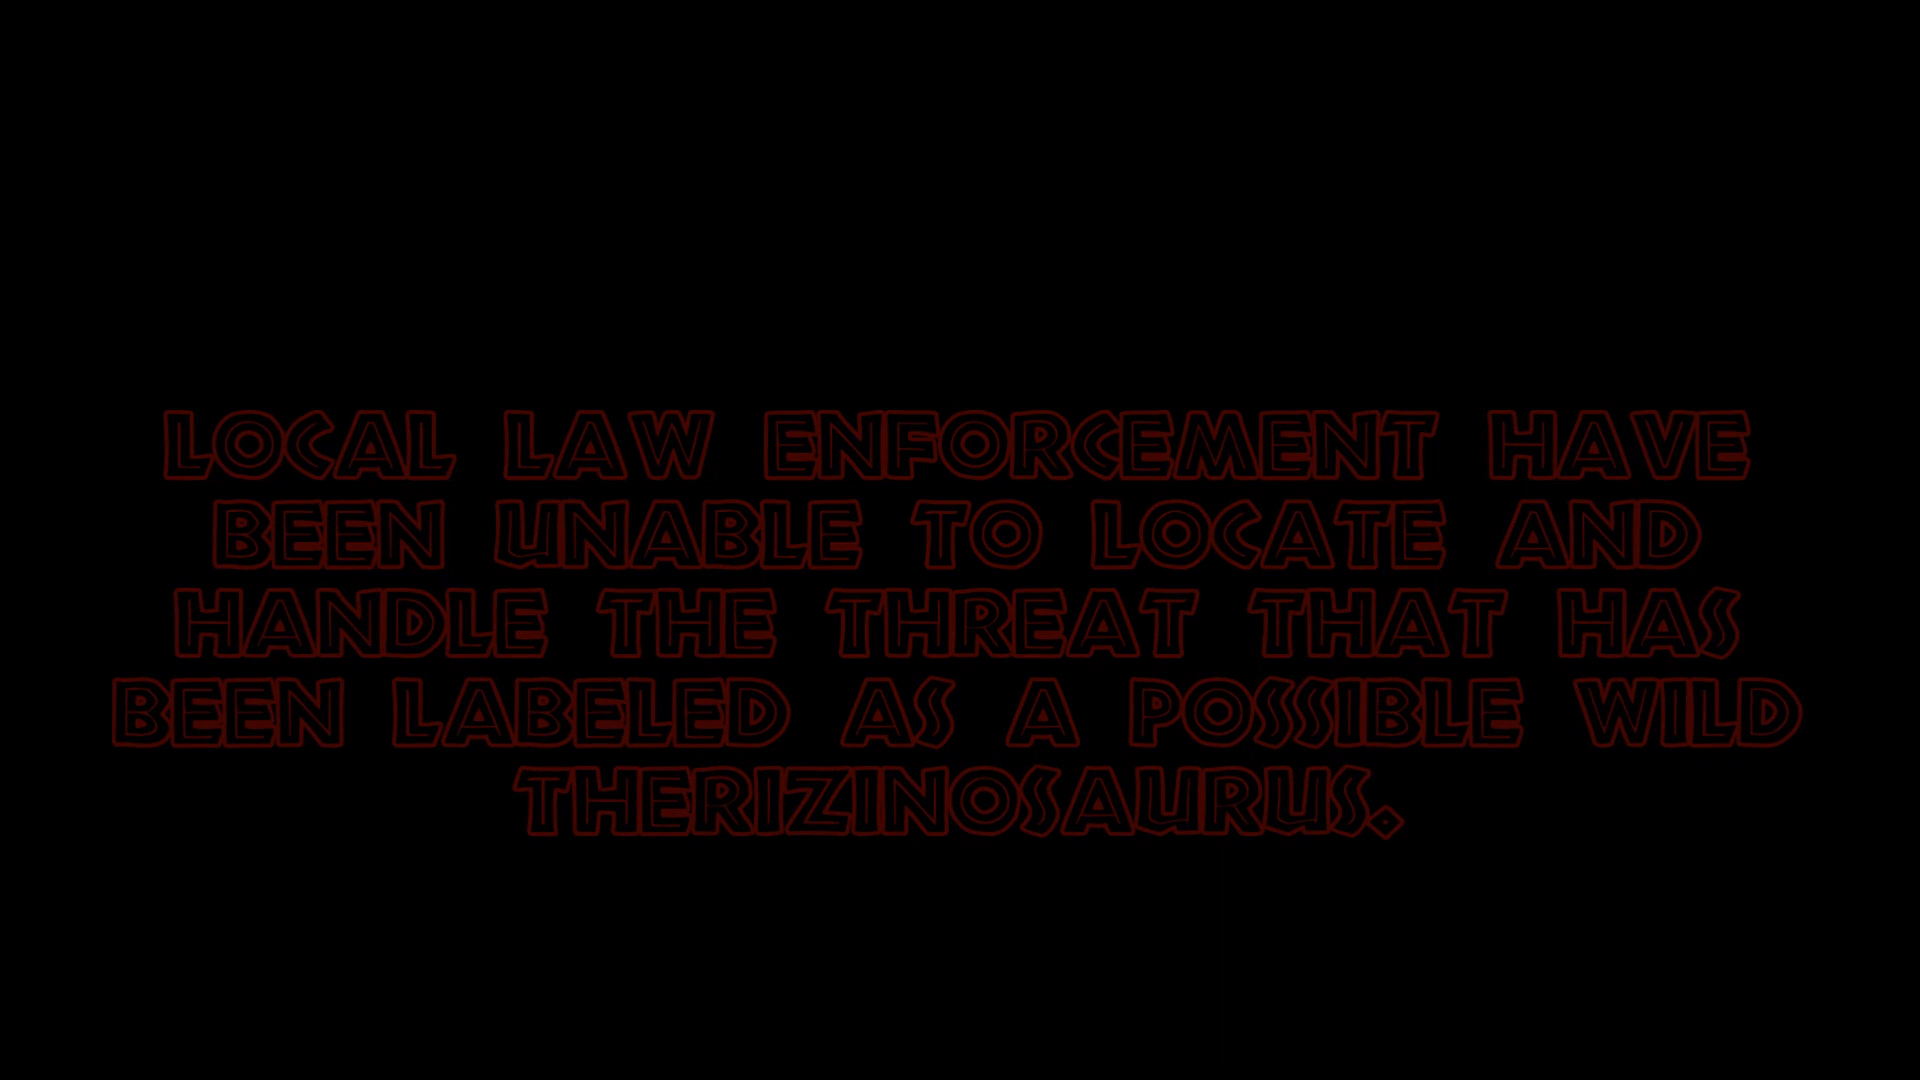 LOCAL LAW ENFORCEMENT HAVE
BEEN UNABLE TO LOCATE AND
HANDLE THE THREAT THAT HAS
BEEN LABELED AS A POSSIBLE WILD
THERIZINOSAURUS.